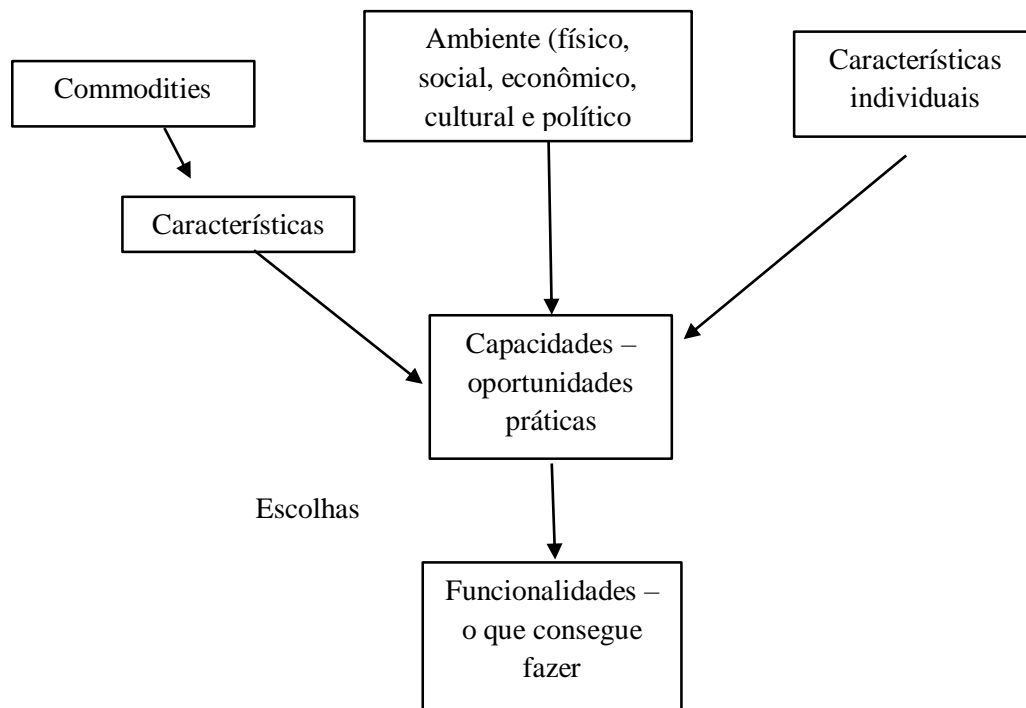 Commodities
Ambiente (físico,
social, econômico,
cultural e político
Características
individuais
Características
Capacidades –
oportunidades
práticas
Escolhas
Funcionalidades –
o que consegue
fazer